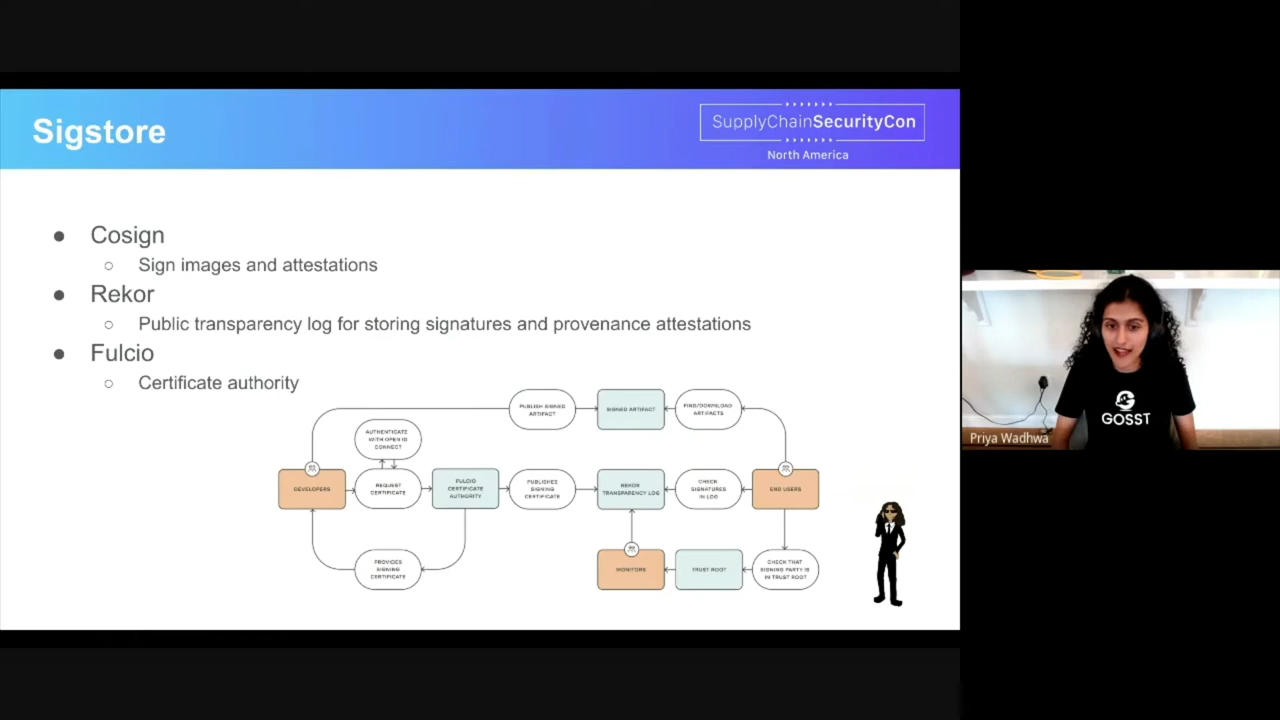 Sigstore
SupplyChainSecurityCon
North America
● Cosign
○ Sign images and attestations
● Rekor
○ Public transparency log for storing signatures and provenance attestations
● Fulcio
○ Certificate authority
PUBLISH SIGNED
ARTIFACT
SIGNED ARTIFACT
FIND/DOWNLOAD
ARTIFACTS
AUTHENTICATE
WITH OPEN ID
CONNECT
DEVELOPERS
REQUEST
CERTIFICATE
FULCIO
CERTIFICATE
AUTHORITY
PUBLISHES
SIGNING
CERTIFICATE
REKOR
TRANSPARENCY LOG
CHECK
SIGNATURES
IN LOG
END USERS
PROVIDES
SIGNING
CERTIFICATE
MONITORS
TRUST ROOT
CHECK THAT
SIGNING PARTY IS
IN TRUST ROOT
GOSST
Priya Wadhwa